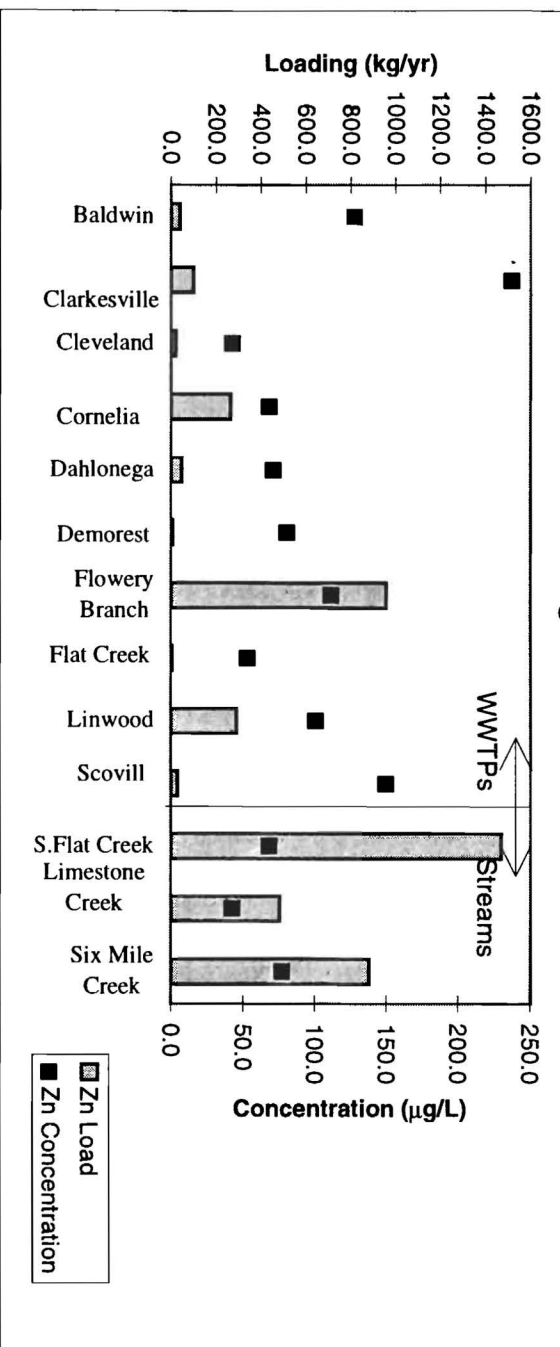 Loading (kg/yr)
1600.0
1400.0
1200.0
1000.0
800.0
600.0
400.0
200.0
0.0
WWTPs
Streams
250.0
200.0
150.0
100.0
50.0
0.0
Concentration (µg/L)
Baldwin
Clarkesville
Cleveland
Cornelia
Dahlonega
Demorest
Flowery
Branch
Flat Creek
Linwood
Scovill
S.Flat Creek
Limestone
Creek
Six Mile
Creek
Zn Load
Zn Concentration